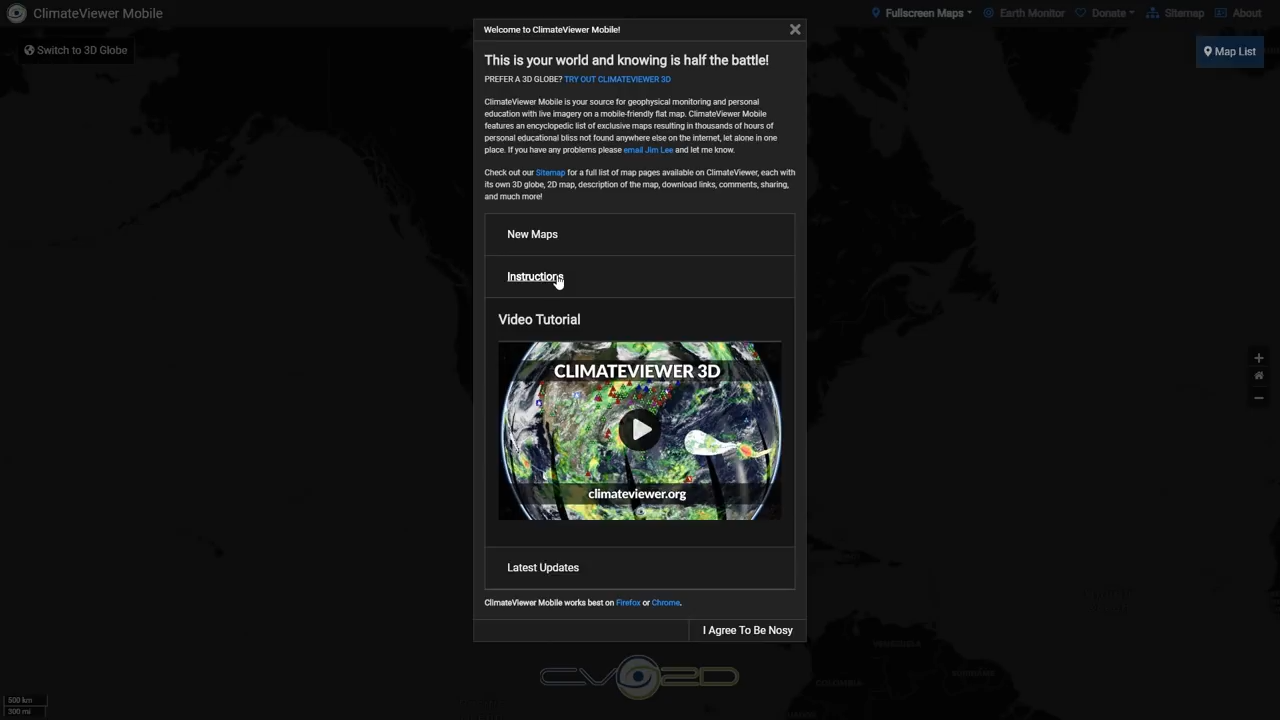 ClimateViewer Mobile
Fullscreen Maps
Earth Monitor
Donate
Sitemap
About
Switch to 3D Globe
Map List
Welcome to ClimateViewer Mobile!
This is your world and knowing is half the battle!
PREFER A 3D GLOBE? TRY OUT CLIMATEVIEWER 3D
ClimateViewer Mobile is your source for geophysical monitoring and personal
education with live imagery on a mobile-friendly flat map. ClimateViewer Mobile
features an encyclopedic list of exclusive maps resulting in thousands of hours of
personal educational bliss not found anywhere else on the internet, let alone in one
place. If you have any problems please email Jim Lee and let me know.
Check out our Sitemap for a full list of map pages available on ClimateViewer, each with
its own 3D globe, 2D map, description of the map, download links, comments, sharing,
and much more!
New Maps
Instructions
Video Tutorial
CLIMATEVIEWER 3D
climateviewer.org
Latest Updates
ClimateViewer Mobile works best on Firefox or Chrome.
I Agree To Be Nosy
CV 2D
VENEZUELA
COLOMBIA
500 km
300 mi